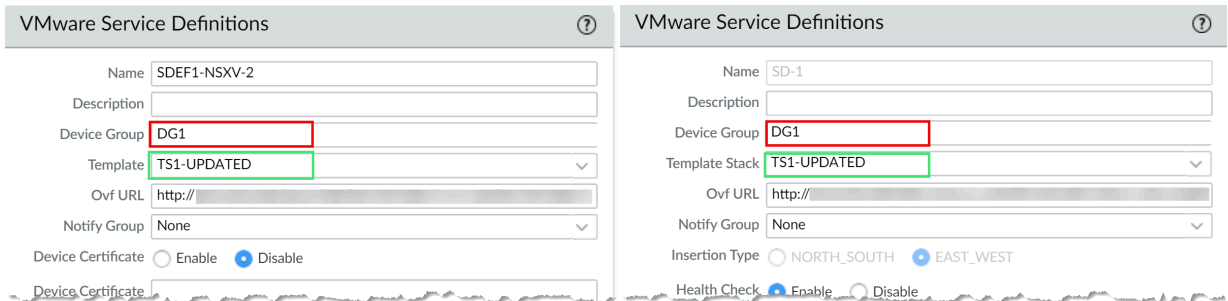 VMware Service Definitions
Name SDEF1-NSXV-2
Description
Device Group DG1
Template TS1-UPDATED
Ovf URL http://
Notify Group None
Device Certificate Enable Disable
Device Certificate
VMware Service Definitions
Name SD-1
Description
Device Group DG1
Template Stack TS1-UPDATED
Ovf URL http://
Notify Group None
Insertion Type NORTH_SOUTH EAST_WEST
Health Check Enable Disable